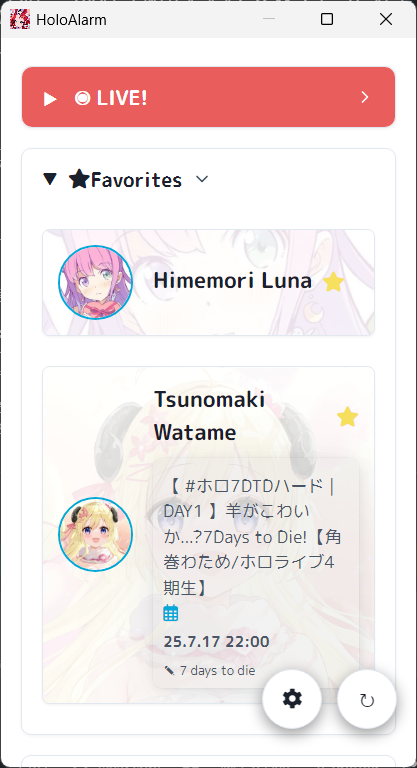 HoloAlarm
LIVE!
Favorites
Himemori Luna
Tsunomaki
Watame
【 #ホロ7DTDハード |
DAY1 】羊がこわい
か...?7Days to Die!【角
巻わため/ホロライブ4
期生】
25.7.17 22:00
7 days to die